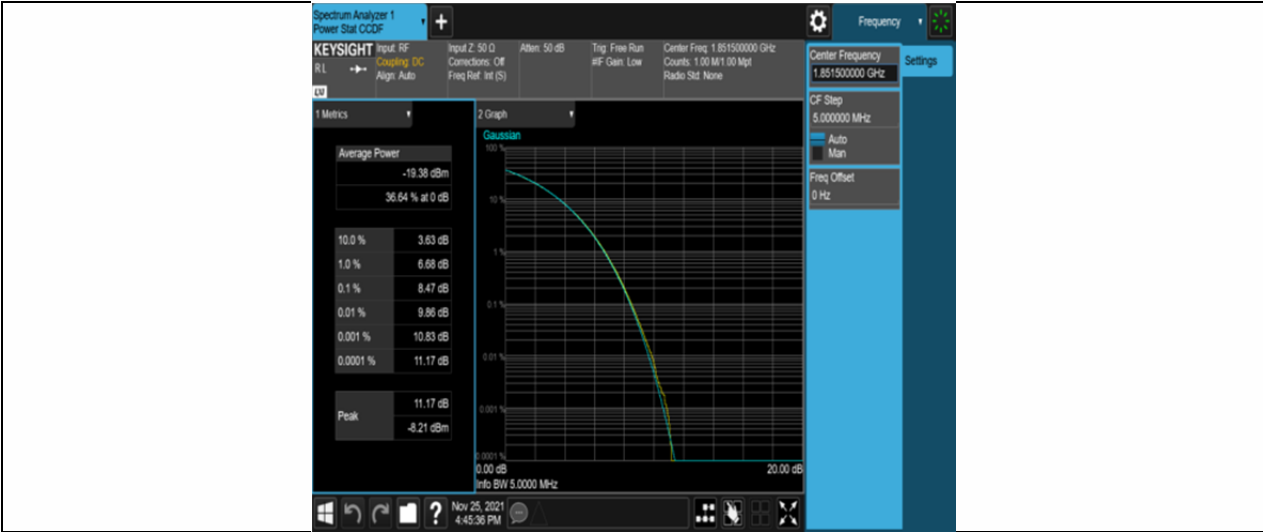 Spectrum Analyzer 1
Power Stat CCDF
+
Frequency
KEYSIGHT
RL
LV
Input: RF
Coupling: DC
Align: Auto
Input Z: 50 Ω
Corrections: Off
Freq Ref: Int (S)
Atten: 50 dB
Trig: Free Run
#IF Gain: Low
Center Freq: 1.851500000 GHz
Counts: 1.00 M/1.00 Mpt
Radio Std: None
Center Frequency
1.851500000 GHz
Settings
CF Step
5.000000 MHz
Auto
Man
Freq Offset
0 Hz
1 Metrics
Average Power
-19.38 dBm
36.64 % at 0 dB
10.0 % 3.63 dB
1.0 % 6.68 dB
0.1 % 8.47 dB
0.01 % 9.86 dB
0.001 % 10.83 dB
0.0001 % 11.17 dB
Peak
11.17 dB
-8.21 dBm
2 Graph
Gaussian
100 %
10 %
1 %
0.1 %
0.01 %
0.001 %
0.0001 %
0.00 dB 20.00 dB
Info BW 5.0000 MHz
?
Nov 25, 2021
4:45:36 PM